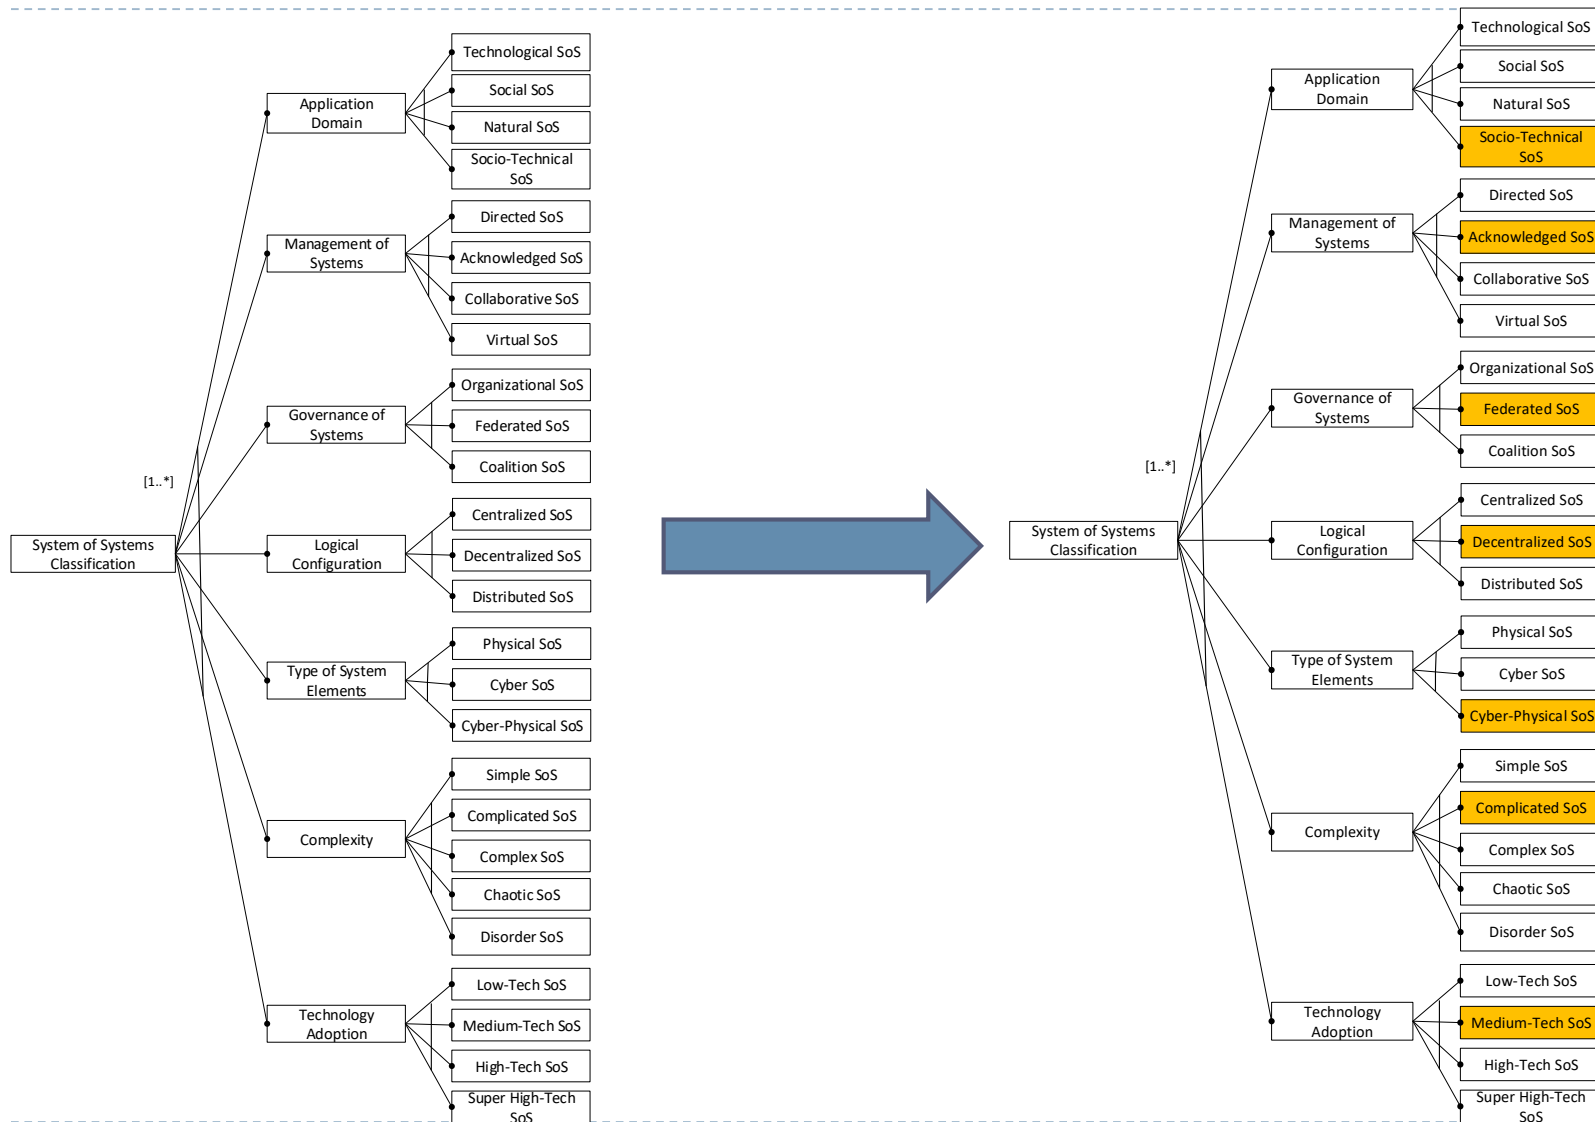 Technological SoS
Social SoS
Application
Domain
Natural SoS
Socio-Technical
SoS
Directed SoS
Management of
Systems
Acknowledged SoS
Collaborative SoS
Virtual SoS
Organizational SoS
Governance of
Systems
Federated SoS
Coalition SoS
[1..*]
Centralized SoS
System of Systems
Classification
Logical
Configuration
Decentralized SoS
Distributed SoS
Physical SoS
Type of System
Elements
Cyber SoS
Cyber-Physical SoS
Simple SoS
Complicated SoS
Complexity
Complex SoS
Chaotic SoS
Disorder SoS
Low-Tech SoS
Technology
Adoption
Medium-Tech SoS
High-Tech SoS
Super High-Tech
SoS
Technological SoS
Social SoS
Application
Domain
Natural SoS
Socio-Technical
SoS
Directed SoS
Management of
Systems
Acknowledged SoS
Collaborative SoS
Virtual SoS
Organizational SoS
Governance of
Systems
Federated SoS
Coalition SoS
[1..*]
Centralized SoS
System of Systems
Classification
Logical
Configuration
Decentralized SoS
Distributed SoS
Physical SoS
Type of System
Elements
Cyber SoS
Cyber-Physical SoS
Simple SoS
Complicated SoS
Complexity
Complex SoS
Chaotic SoS
Disorder SoS
Low-Tech SoS
Technology
Adoption
Medium-Tech SoS
High-Tech SoS
Super High-Tech
SoS